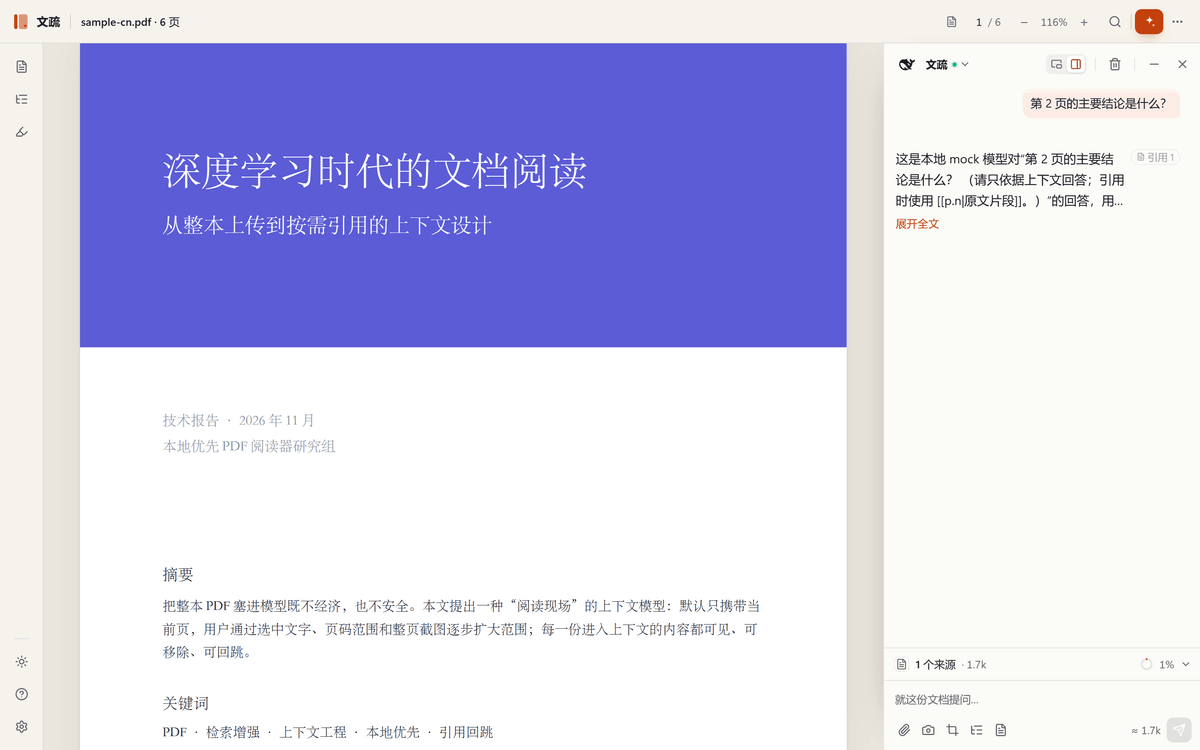 文疏
sample-cn.pdf · 6 页
1 / 6
116%
深度学习时代的文档阅读
从整本上传到按需引用的上下文设计
技术报告 · 2026 年 11 月
本地优先 PDF 阅读器研究组
摘要
把整本 PDF 塞进模型既不经济，也不安全。本文提出一种“阅读现场”的上下文模型：默认只携带当
前页，用户通过选中文字、页码范围和整页截图逐步扩大范围；每一份进入上下文的内容都可见、可
移除、可回跳。
关键词
PDF · 检索增强 · 上下文工程 · 本地优先 · 引用回跳
文疏
第 2 页的主要结论是什么？
这是本地 mock 模型对“第 2 页的主要结
论是什么？ （请只依据上下文回答；引用
时使用 [[p.n|原文片段]]。）”的回答，用...
引用 1
展开全文
1 个来源 · 1.7k
1%
就这份文档提问...
≈ 1.7k